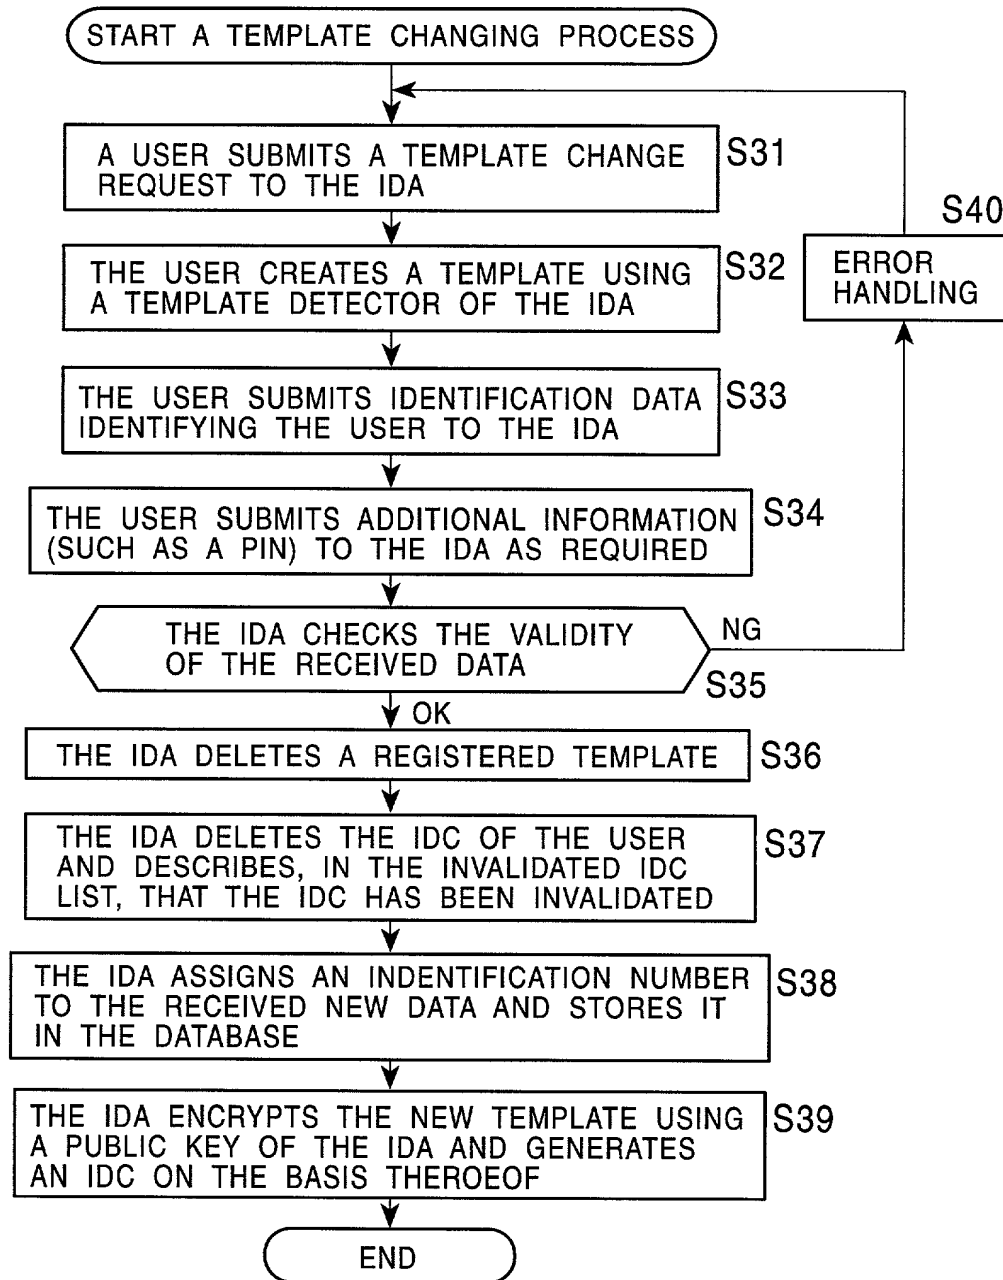 START A TEMPLATE CHANGING PROCESS
A USER SUBMITS A TEMPLATE CHANGE
REQUEST TO THE IDA
S31
S40
ERROR
HANDLING
THE USER CREATES A TEMPLATE USING
A TEMPLATE DETECTOR OF THE IDA
S32
THE USER SUBMITS IDENTIFICATION DATA
IDENTIFYING THE USER TO THE IDA
S33
THE USER SUBMITS ADDITIONAL INFORMATION
(SUCH AS A PIN) TO THE IDA AS REQUIRED
S34
THE IDA CHECKS THE VALIDITY
OF THE RECEIVED DATA
NG
S35
OK
THE IDA DELETES A REGISTERED TEMPLATE
S36
THE IDA DELETES THE IDC OF THE USER
AND DESCRIBES, IN THE INVALIDATED IDC
LIST, THAT THE IDC HAS BEEN INVALIDATED
S37
THE IDA ASSIGNS AN INDENTIFICATION NUMBER
TO THE RECEIVED NEW DATA AND STORES IT
IN THE DATABASE
S38
THE IDA ENCRYPTS THE NEW TEMPLATE USING
A PUBLIC KEY OF THE IDA AND GENERATES
AN IDC ON THE BASIS THEROEOF
S39
END